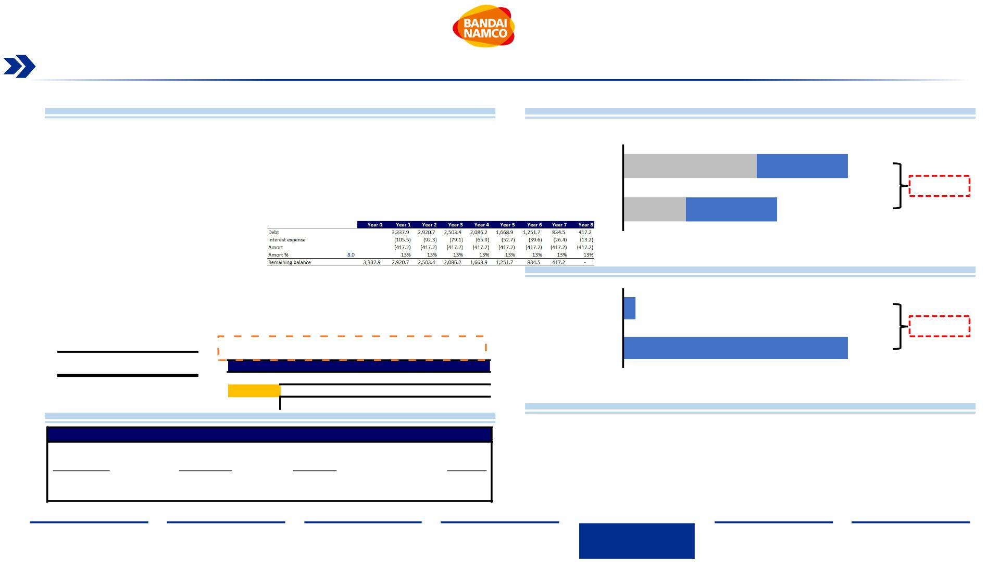 BANDAI
NAMCO
Year 0 Year 1 Year 2 Year 3 Year 4 Year 5 Year 6 Year 7 Year 8
Debt 3,337.9 2,920.7 2,503.4 2,086.2 1,668.9 1,251.7 834.5 417.2
Interest expense (105.5) (92.3) (79.1) (65.9) (52.7) (39.6) (26.4) (13.2)
Amort (417.2) (417.2) (417.2) (417.2) (417.2) (417.2) (417.2) (417.2)
Amort % 8.0 13% 13% 13% 13% 13% 13% 13% 13%
Remaining balance 3,337.9 2,920.7 2,503.4 2,086.2 1,668.9 1,251.7 834.5 417.2 -